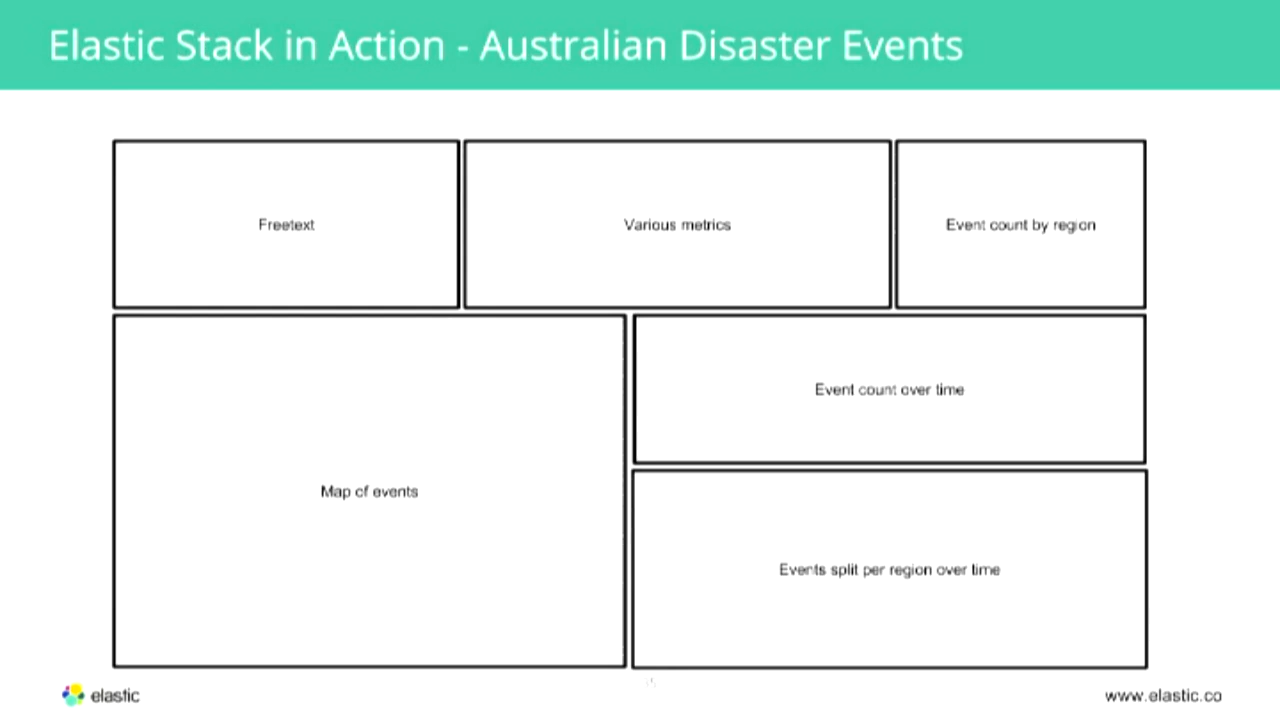 Elastic Stack in Action - Australian Disaster Events
Freetext
Various metrics
Event count by region
Map of events
Event count over time
Events split per region over time
elastic
www.elastic.co